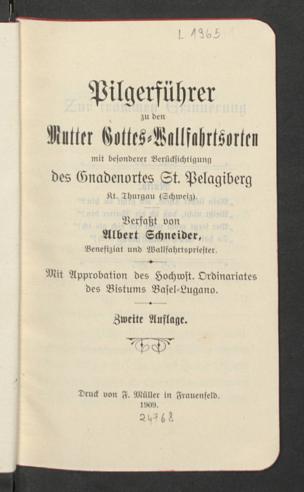 L 1965
Pilgerführer
zu den
Mutter Gottes-Wallfahrtsorten
mit besonderer Berücksichtigung
des Gnadenortes St. Pelagiberg
Kt. Thurgau (Schweiz).
Verfaßt von
Albert Schneider,
Benefiziat und Wallfahrtspriester.
Mit Approbation des Hochwst. Ordinariates
des Bistums Basel-Lugano.
Zweite Auflage.
Druck von F. Müller in Frauenfeld.
1909.
24768